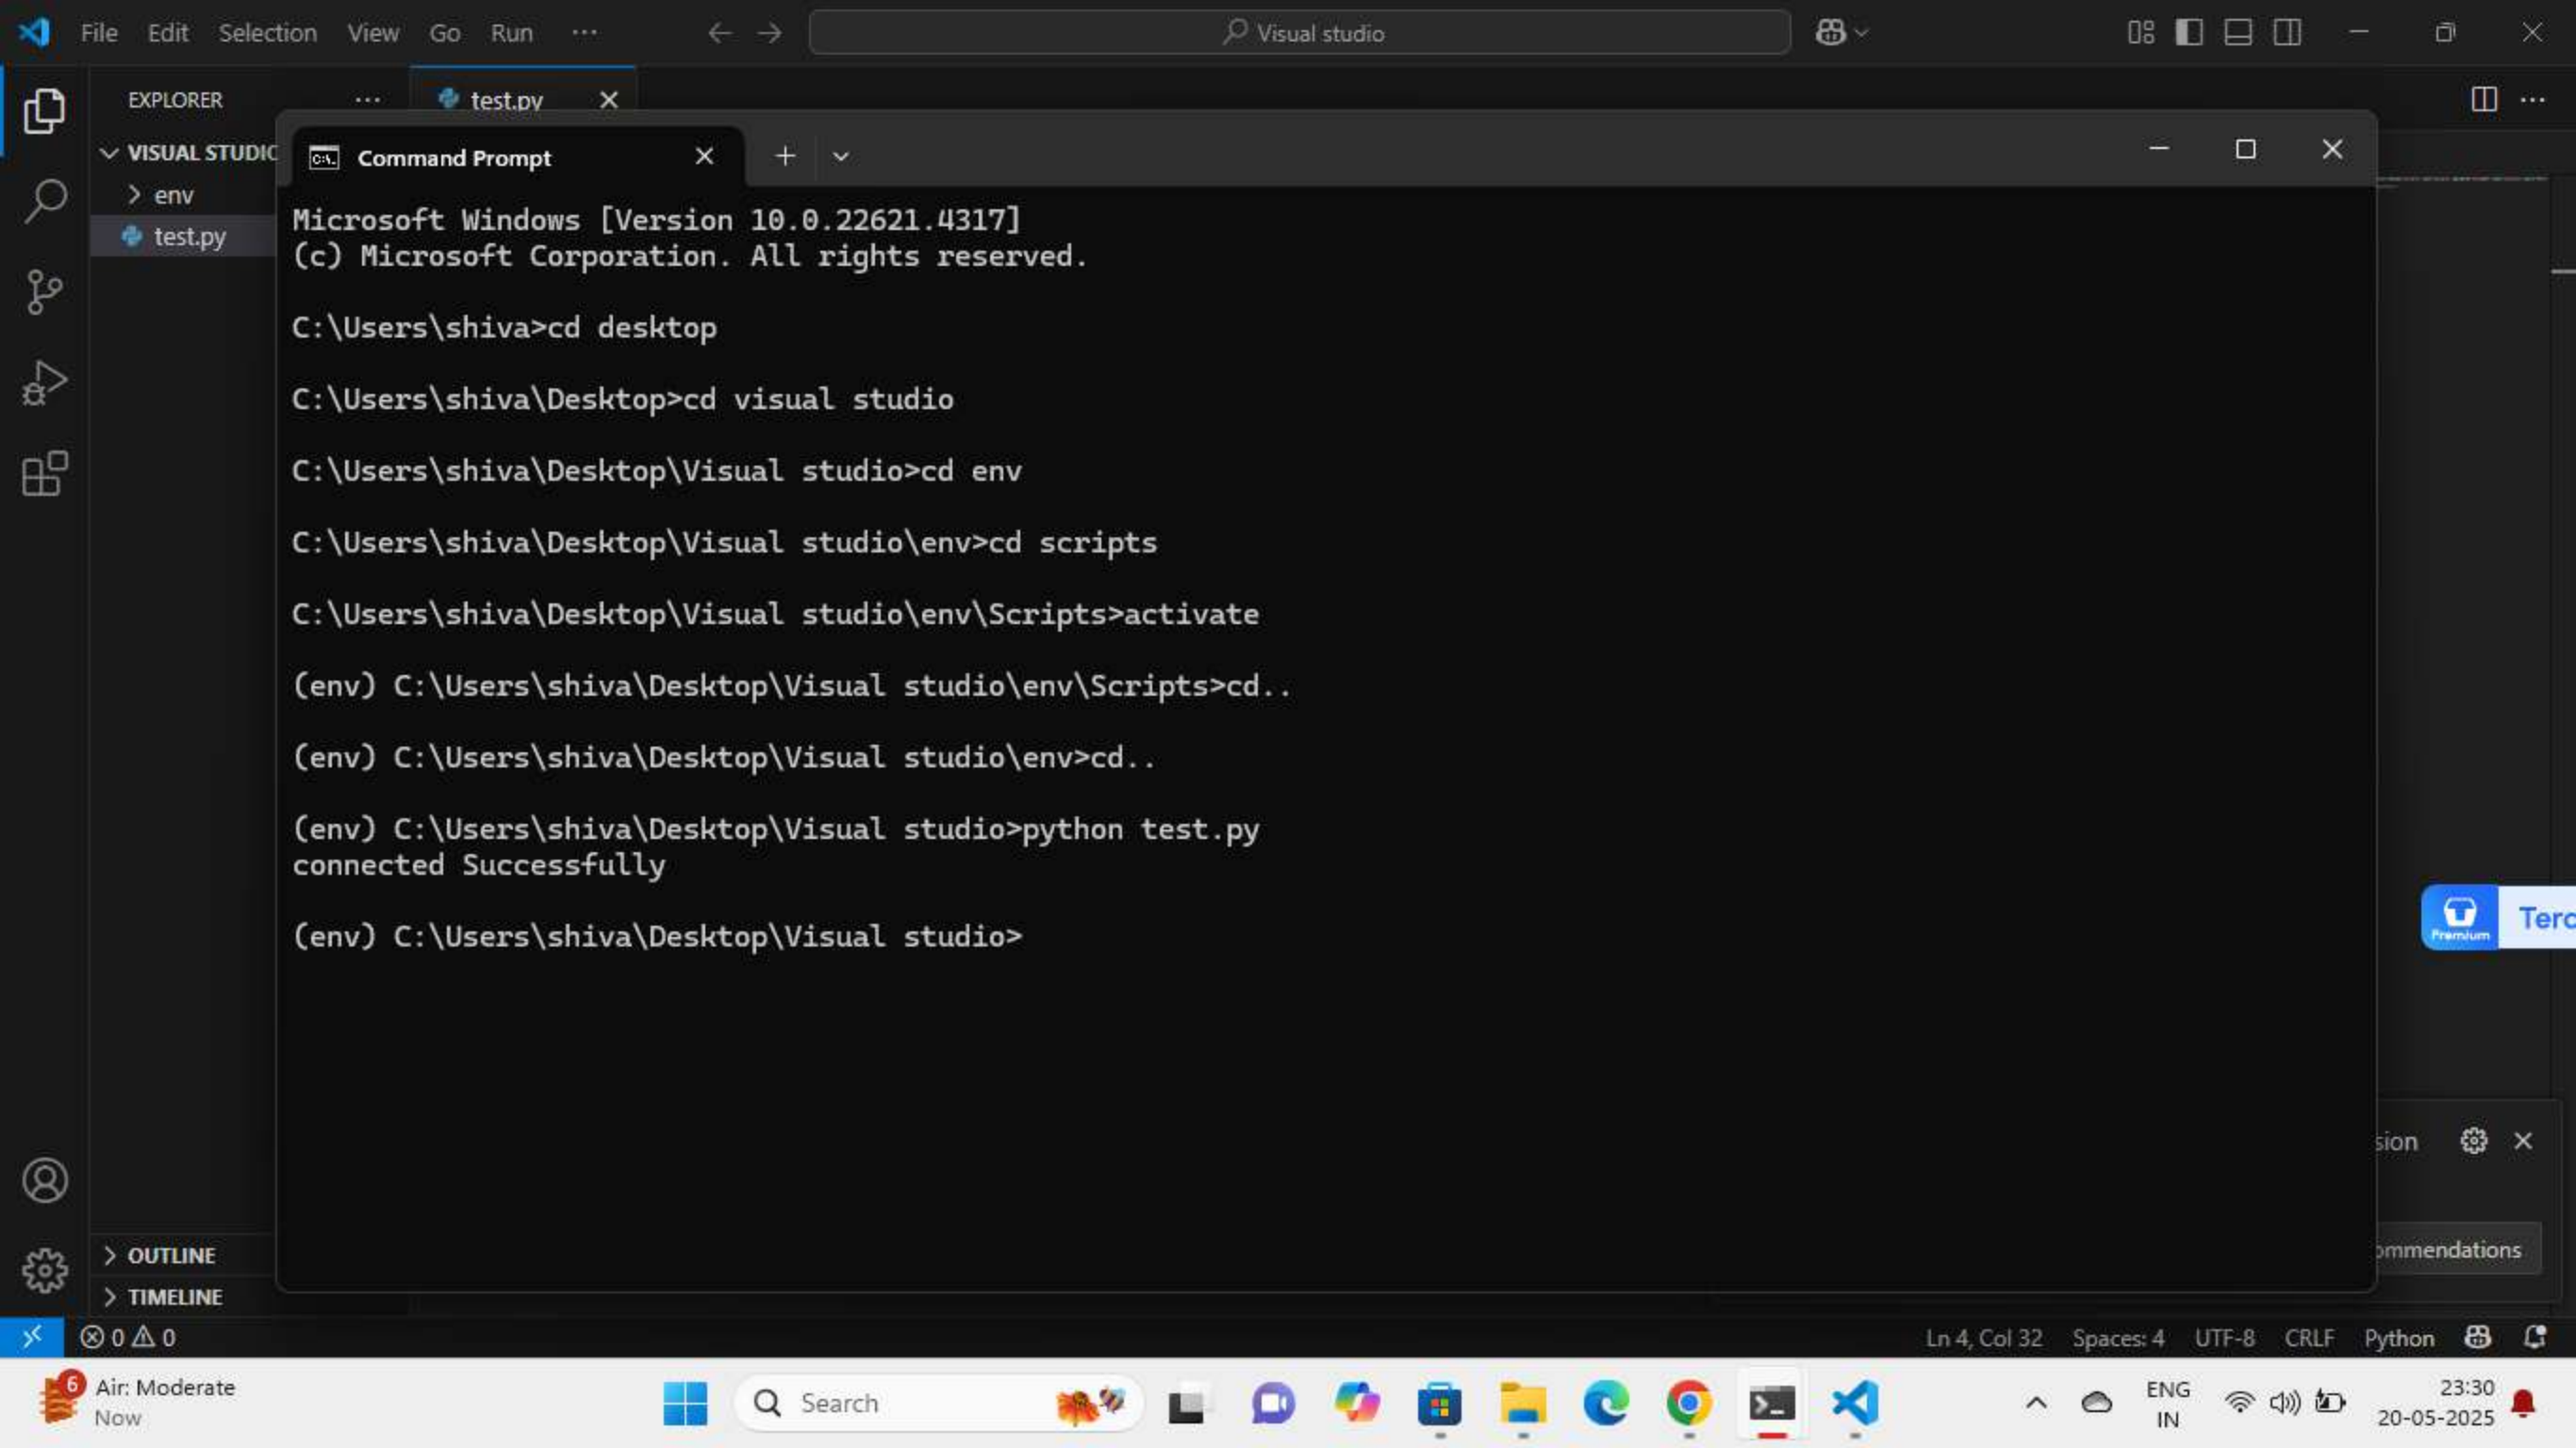 File Edit Selection View Go Run ··· Visual studio
EXPLORER ··· test.py
VISUAL STUDIO
env
test.py
Command Prompt
Microsoft Windows [Version 10.0.22621.4317]
(c) Microsoft Corporation. All rights reserved.
C:\Users\shiva>cd desktop
C:\Users\shiva\Desktop>cd visual studio
C:\Users\shiva\Desktop\Visual studio>cd env
C:\Users\shiva\Desktop\Visual studio\env>cd scripts
C:\Users\shiva\Desktop\Visual studio\env\Scripts>activate
(env) C:\Users\shiva\Desktop\Visual studio\env\Scripts>cd..
(env) C:\Users\shiva\Desktop\Visual studio\env>cd..
(env) C:\Users\shiva\Desktop\Visual studio>python test.py
connected Successfully
(env) C:\Users\shiva\Desktop\Visual studio>
Premium
OUTLINE
TIMELINE
0 0 Ln 4, Col 32 Spaces: 4 UTF-8 CRLF Python
6 Air: Moderate
Now
Search
ENG
IN
23:30
20-05-2025